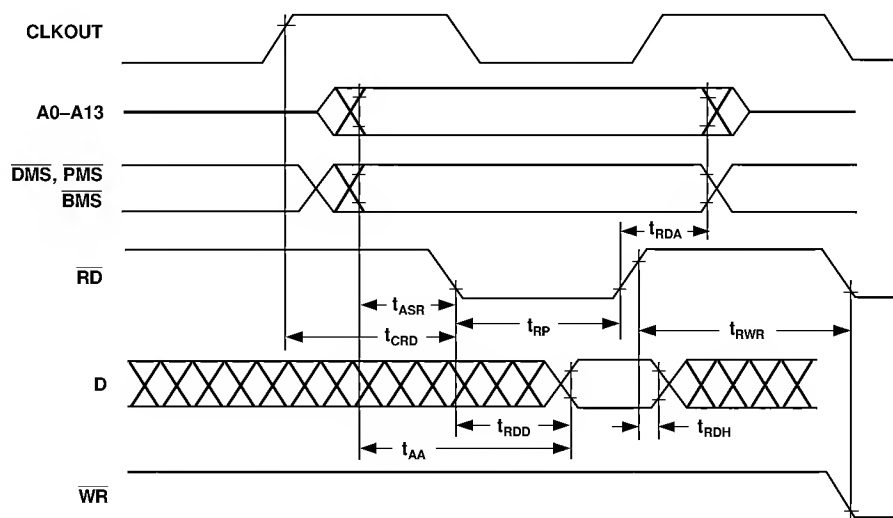 CLKOUT
A0–A13
DMS, PMS
BMS
tRDA
RD
tASR
tRP
tRWR
tCRD
D
tRDD
tRDH
tAA
WR